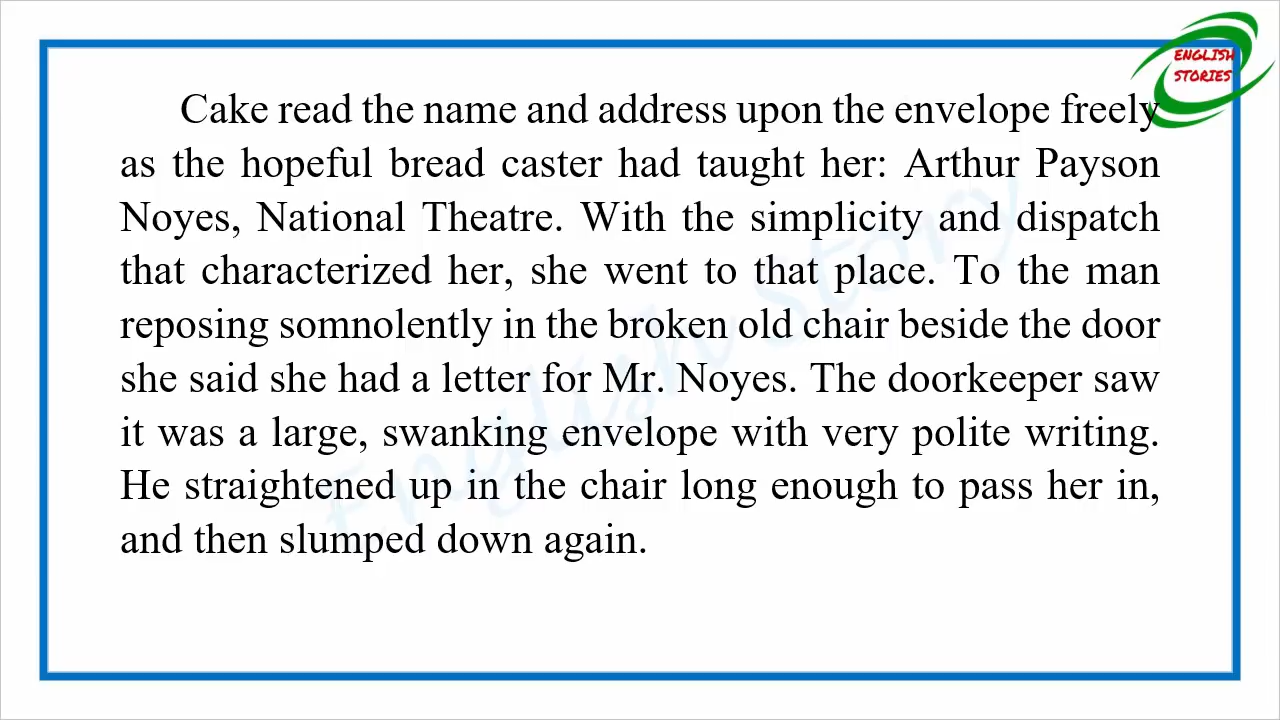 ENGLISH
STORIES
Cake read the name and address upon the envelope freely
as the hopeful bread caster had taught her: Arthur Payson
Noyes, National Theatre. With the simplicity and dispatch
that characterized her, she went to that place. To the man
reposing somnolently in the broken old chair beside the door
she said she had a letter for Mr. Noyes. The doorkeeper saw
it was a large, swanking envelope with very polite writing.
He straightened up in the chair long enough to pass her in,
and then slumped down again.
English Story